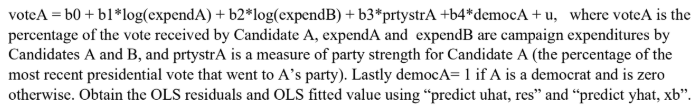 voteA = b0 + b1*log(expendA) + b2*log(expendB) + b3*prtystrA +b4*democA + u,   where voteA is the
percentage of the vote received by Candidate A, expendA and  expendB are campaign expenditures by
Candidates A and B, and prtystrA is a measure of party strength for Candidate A (the percentage of the
most recent presidential vote that went to A's party). Lastly democA= 1 if A is a democrat and is zero
otherwise. Obtain the OLS residuals and OLS fitted value using “predict uhat, res” and “predict yhat, xb”.